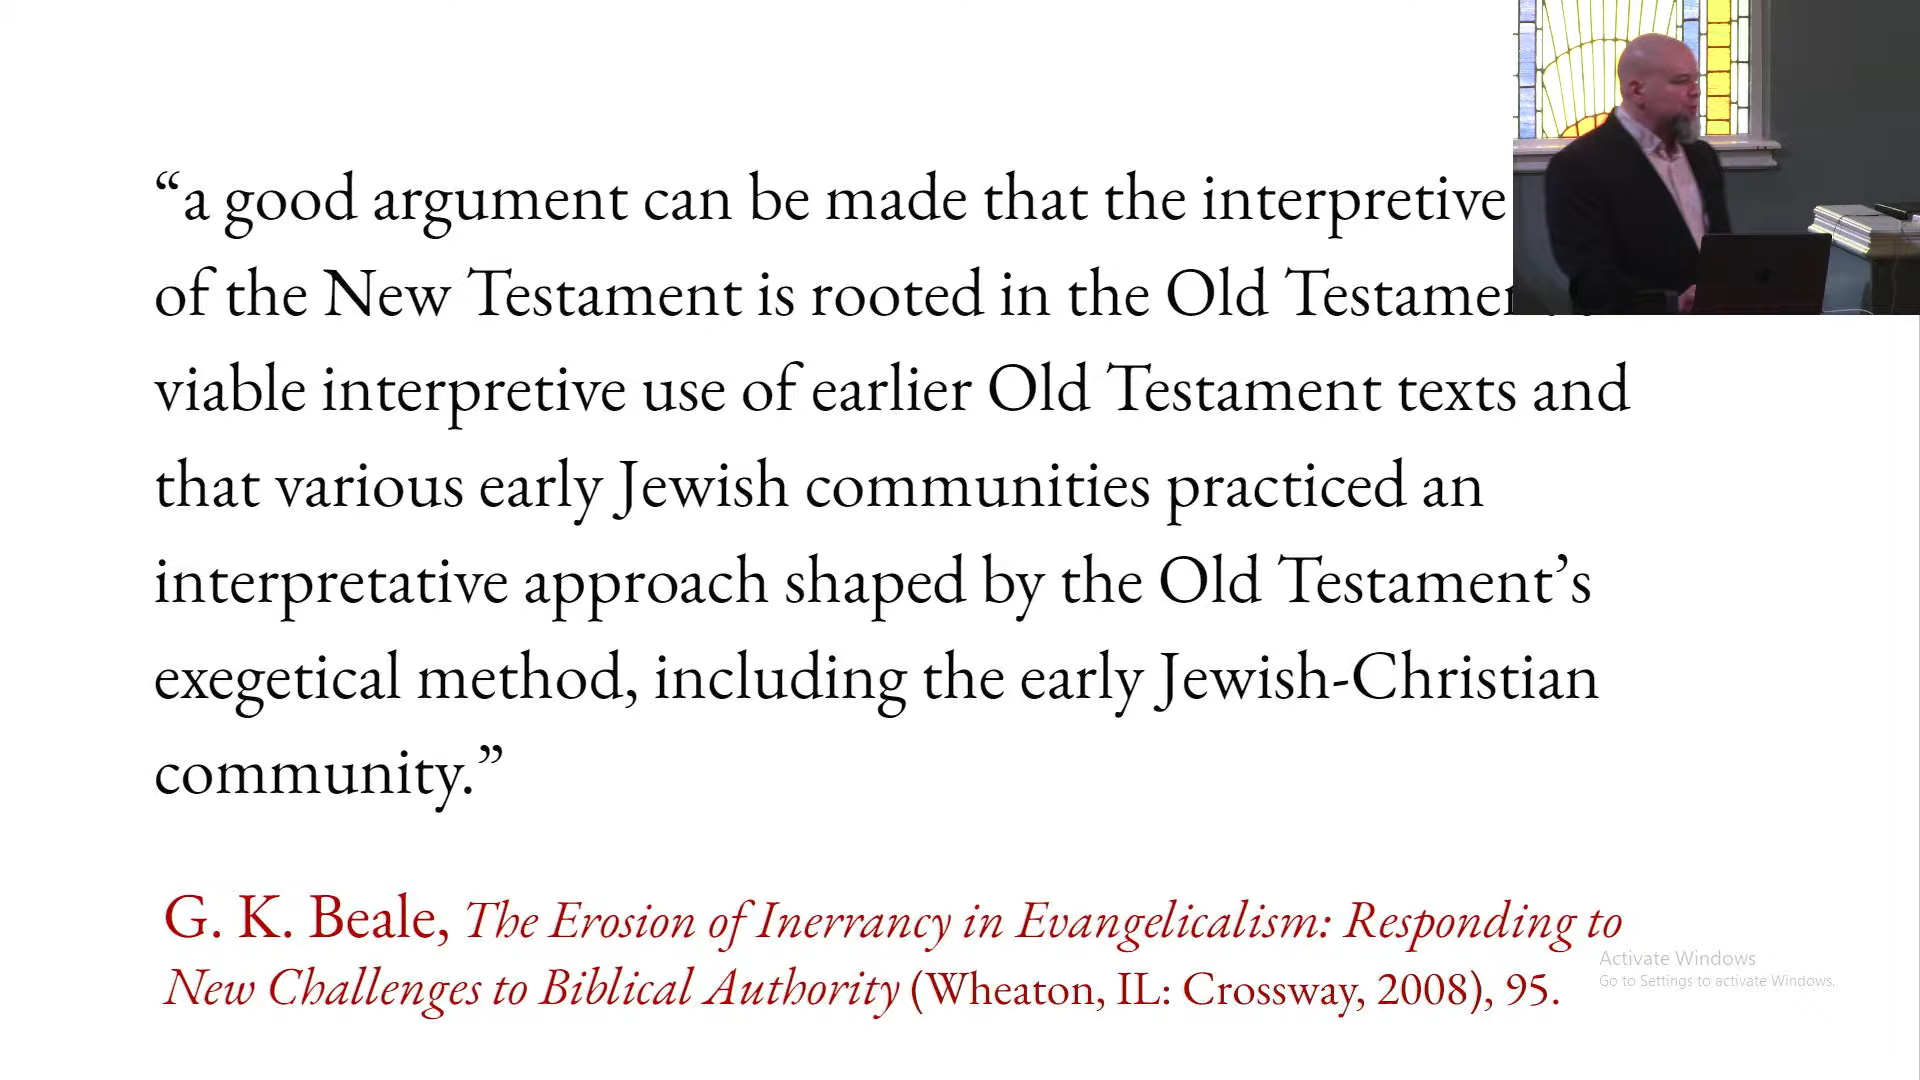 “a good argument can be made that the interpretive
of the New Testament is rooted in the Old
viable interpretive use of earlier Old Testament texts and
that various early Jewish communities practiced an
interpretative approach shaped by the Old Testament’s
exegetical method, including the early Jewish-Christian
community.”
G. K. Beale, The Erosion of Inerrancy in Evangelicalism: Responding to
New Challenges to Biblical Authority (Wheaton, IL: Crossway, 2008), 95.
Activate Windows
Go to Settings to activate Windows.